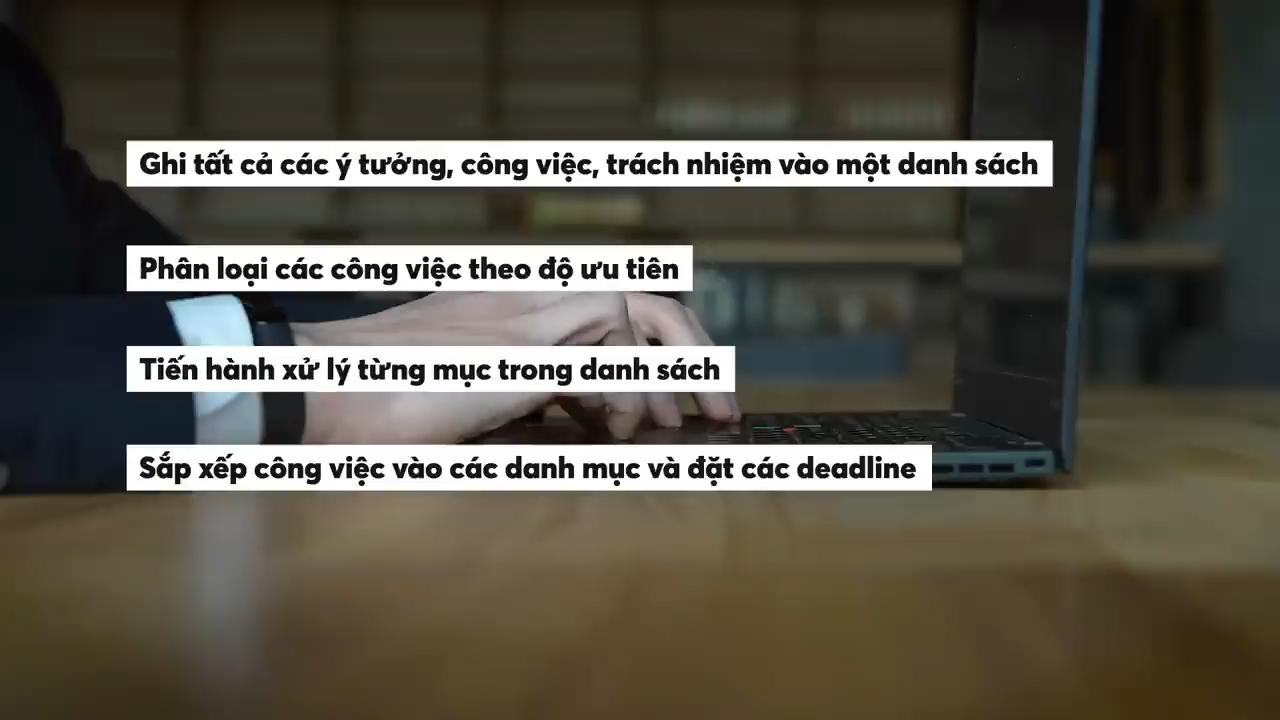 Ghi tất cả các ý tưởng, công việc, trách nhiệm vào một danh sách
Phân loại các công việc theo độ ưu tiên
Tiến hành xử lý từng mục trong danh sách
Sắp xếp công việc vào các danh mục và đặt các deadline